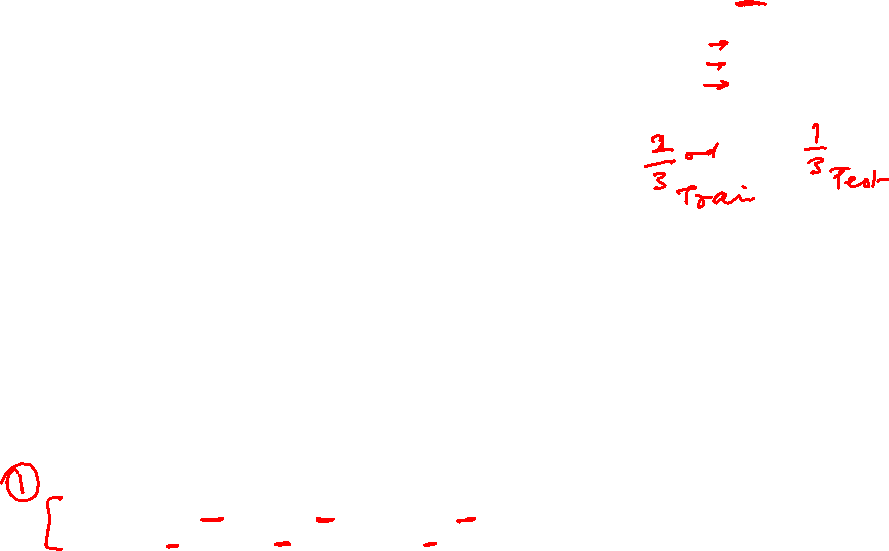 →
→
→
2/3 rd Train 1/3 Test
①